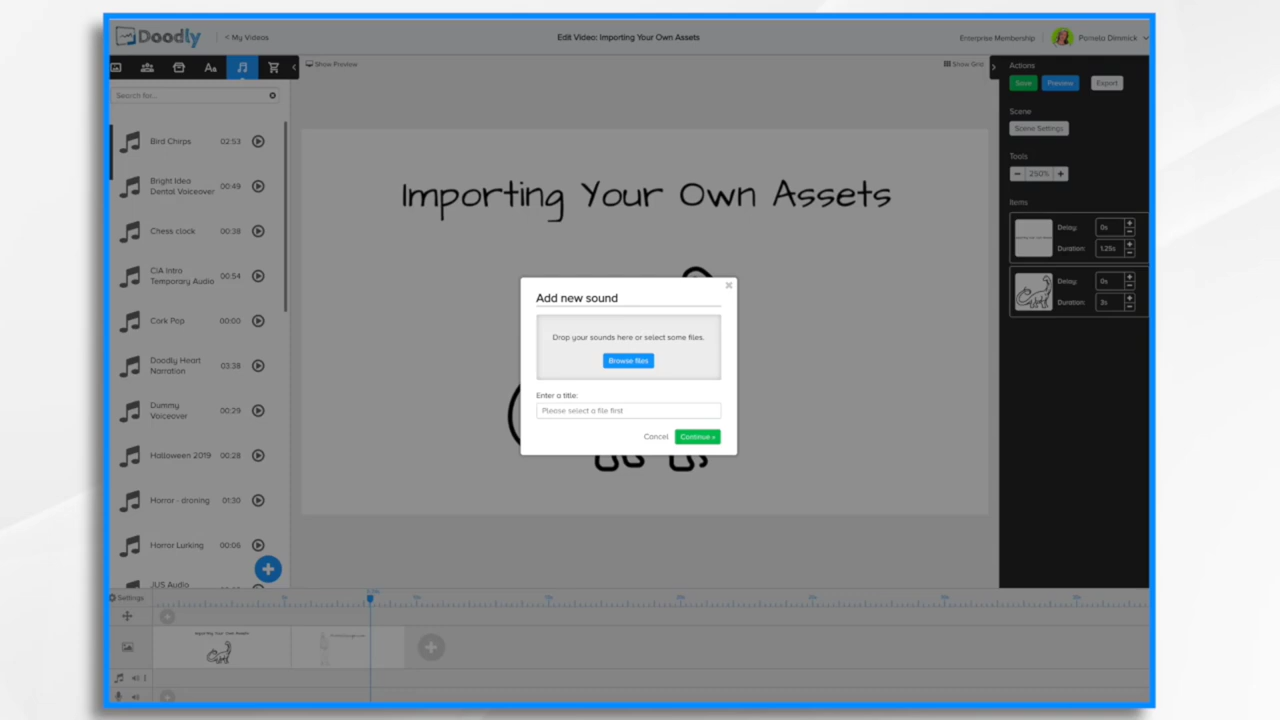 Doodly
< My Videos
Edit Video: Importing Your Own Assets
Enterprise Membership
Pamela Dimmick
Aa
Show Preview
Show Grid
Search for...
Bird Chirps 02:53
Bright Idea
Dental Voiceover
00:49
Chess clock 00:38
CiA Intro
Temporary Audio
00:54
Cork Pop 00:00
Doodly Heart
Narration
03:38
Dummy
Voiceover
00:29
Halloween 2019 00:28
Horror - droning 01:30
Horror Lurking 00:06
JUS Audio
Importing Your Own Assets
Add new sound
Drop your sounds here or select some files.
Browse files
Enter a title:
Please select a file first
Cancel
Continue »
Actions
Save
Preview
Export
Scene
Scene Settings
Tools
250%
Items
Delay: 0s
Duration: 1.25s
Delay: 0s
Duration: 3s
Settings
Importing Your Own Assets